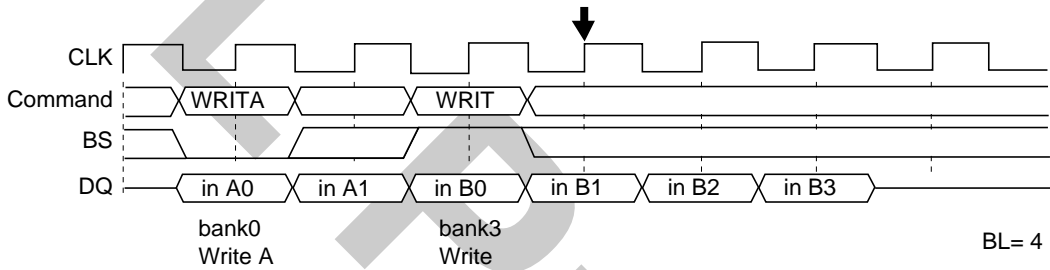 CLK
Command WRITA WRIT
BS
DQ in A0 in A1 in B0 in B1 in B2 in B3
bank0 bank3
Write A Write
BL= 4